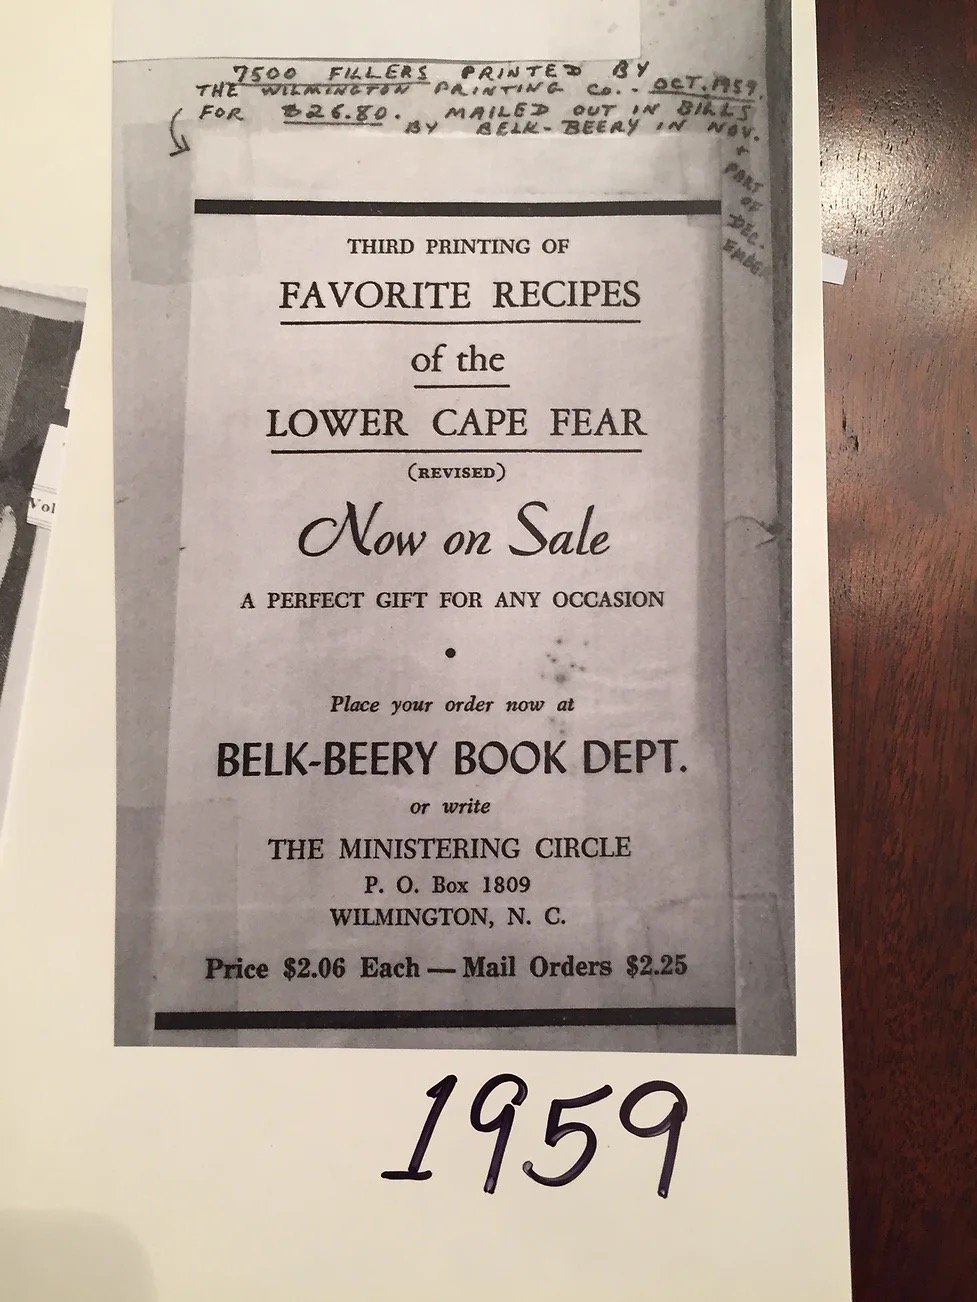 7500 FILLERS PRINTED BY
THE WILMINGTON PRINTING CO.. OCT. 1959.
FOR $26.80. MAILED OUT IN BILLS
BY BELK-BEERY IN NOV.
+
PART
OF
DEC-
EMBER
THIRD PRINTING OF
FAVORITE RECIPES
of the
LOWER CAPE FEAR
(REVISED)
Now on Sale
A PERFECT GIFT FOR ANY OCCASION
•
Place your order now at
BELK-BEERY BOOK DEPT.
or write
THE MINISTERING CIRCLE
P. O. Box 1809
WILMINGTON, N. C.
Price $2.06 Each — Mail Orders $2.25
1959
Vol